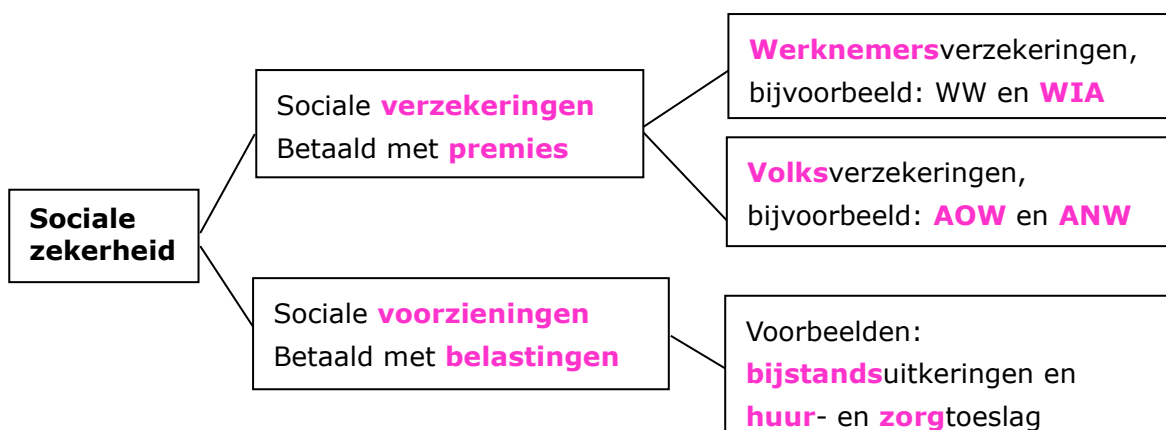 Sociale
zekerheid
Sociale verzekeringen
Betaald met premies
Werknemersverzekeringen,
bijvoorbeeld: WW en WIA
Volksverzekeringen,
bijvoorbeeld: AOW en ANW
Sociale voorzieningen
Betaald met belastingen
Voorbeelden:
bijstandsuitkeringen en
huur- en zorgtoeslag